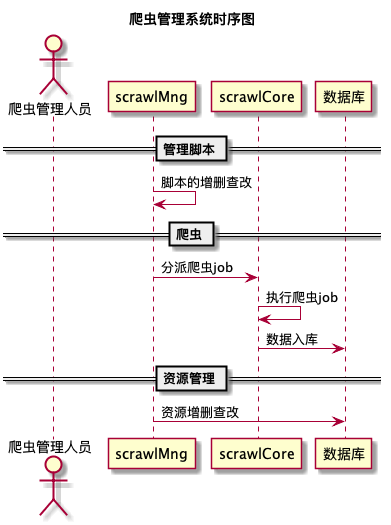 爬虫管理系统时序图
爬虫管理人员
scrawlMng
scrawlCore
数据库
管理脚本
脚本的增删查改
爬虫
分派爬虫job
执行爬虫job
数据入库
资源管理
资源增删查改
爬虫管理人员
scrawlMng
scrawlCore
数据库